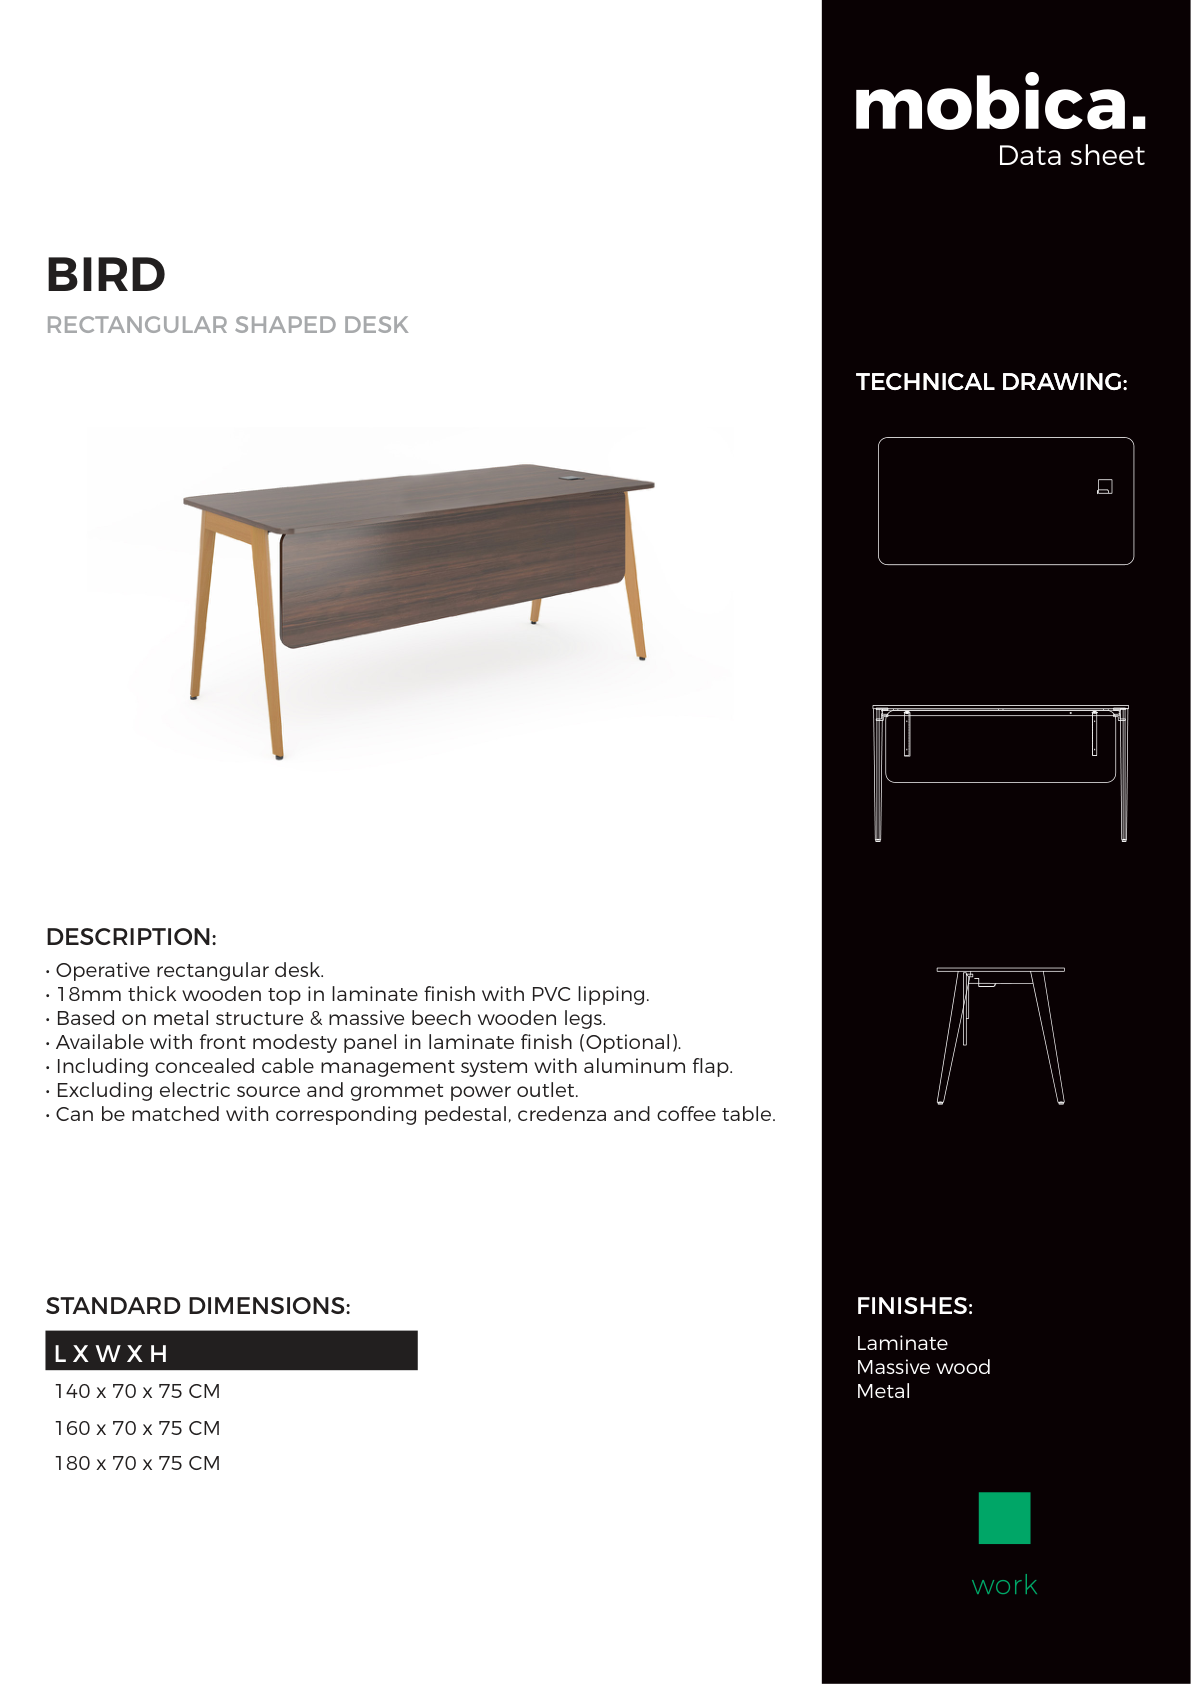 mobica.
Data sheet
BIRD
RECTANGULAR SHAPED DESK
TECHNICAL DRAWING:
DESCRIPTION:
• Operative rectangular desk.
• 18mm thick wooden top in laminate finish with PVC lipping.
• Based on metal structure & massive beech wooden legs.
• Available with front modesty panel in laminate finish (Optional).
• Including concealed cable management system with aluminum flap.
• Excluding electric source and grommet power outlet.
• Can be matched with corresponding pedestal, credenza and coffee table.
STANDARD DIMENSIONS:
L X W X H
140 x 70 x 75 CM
160 x 70 x 75 CM
180 x 70 x 75 CM
FINISHES:
Laminate
Massive wood
Metal
work